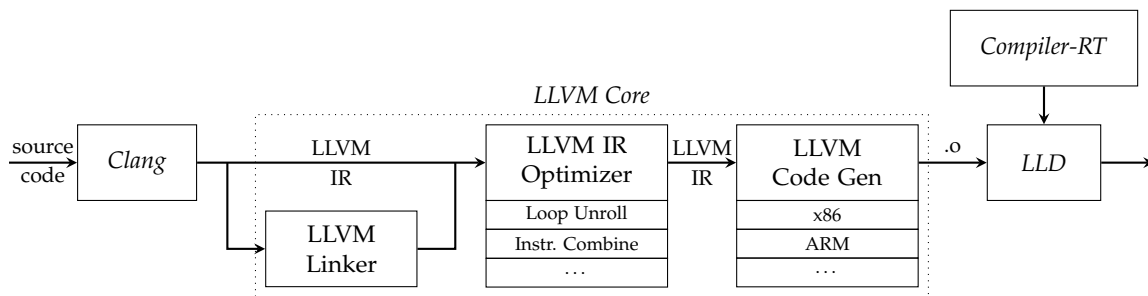 Compiler-RT
LLVM Core
source
code
Clang
LLVM
IR
LLVM
Linker
LLVM IR
Optimizer
Loop Unroll
Instr. Combine
...
LLVM
IR
LLVM
Code Gen
x86
ARM
...
.o
LLD